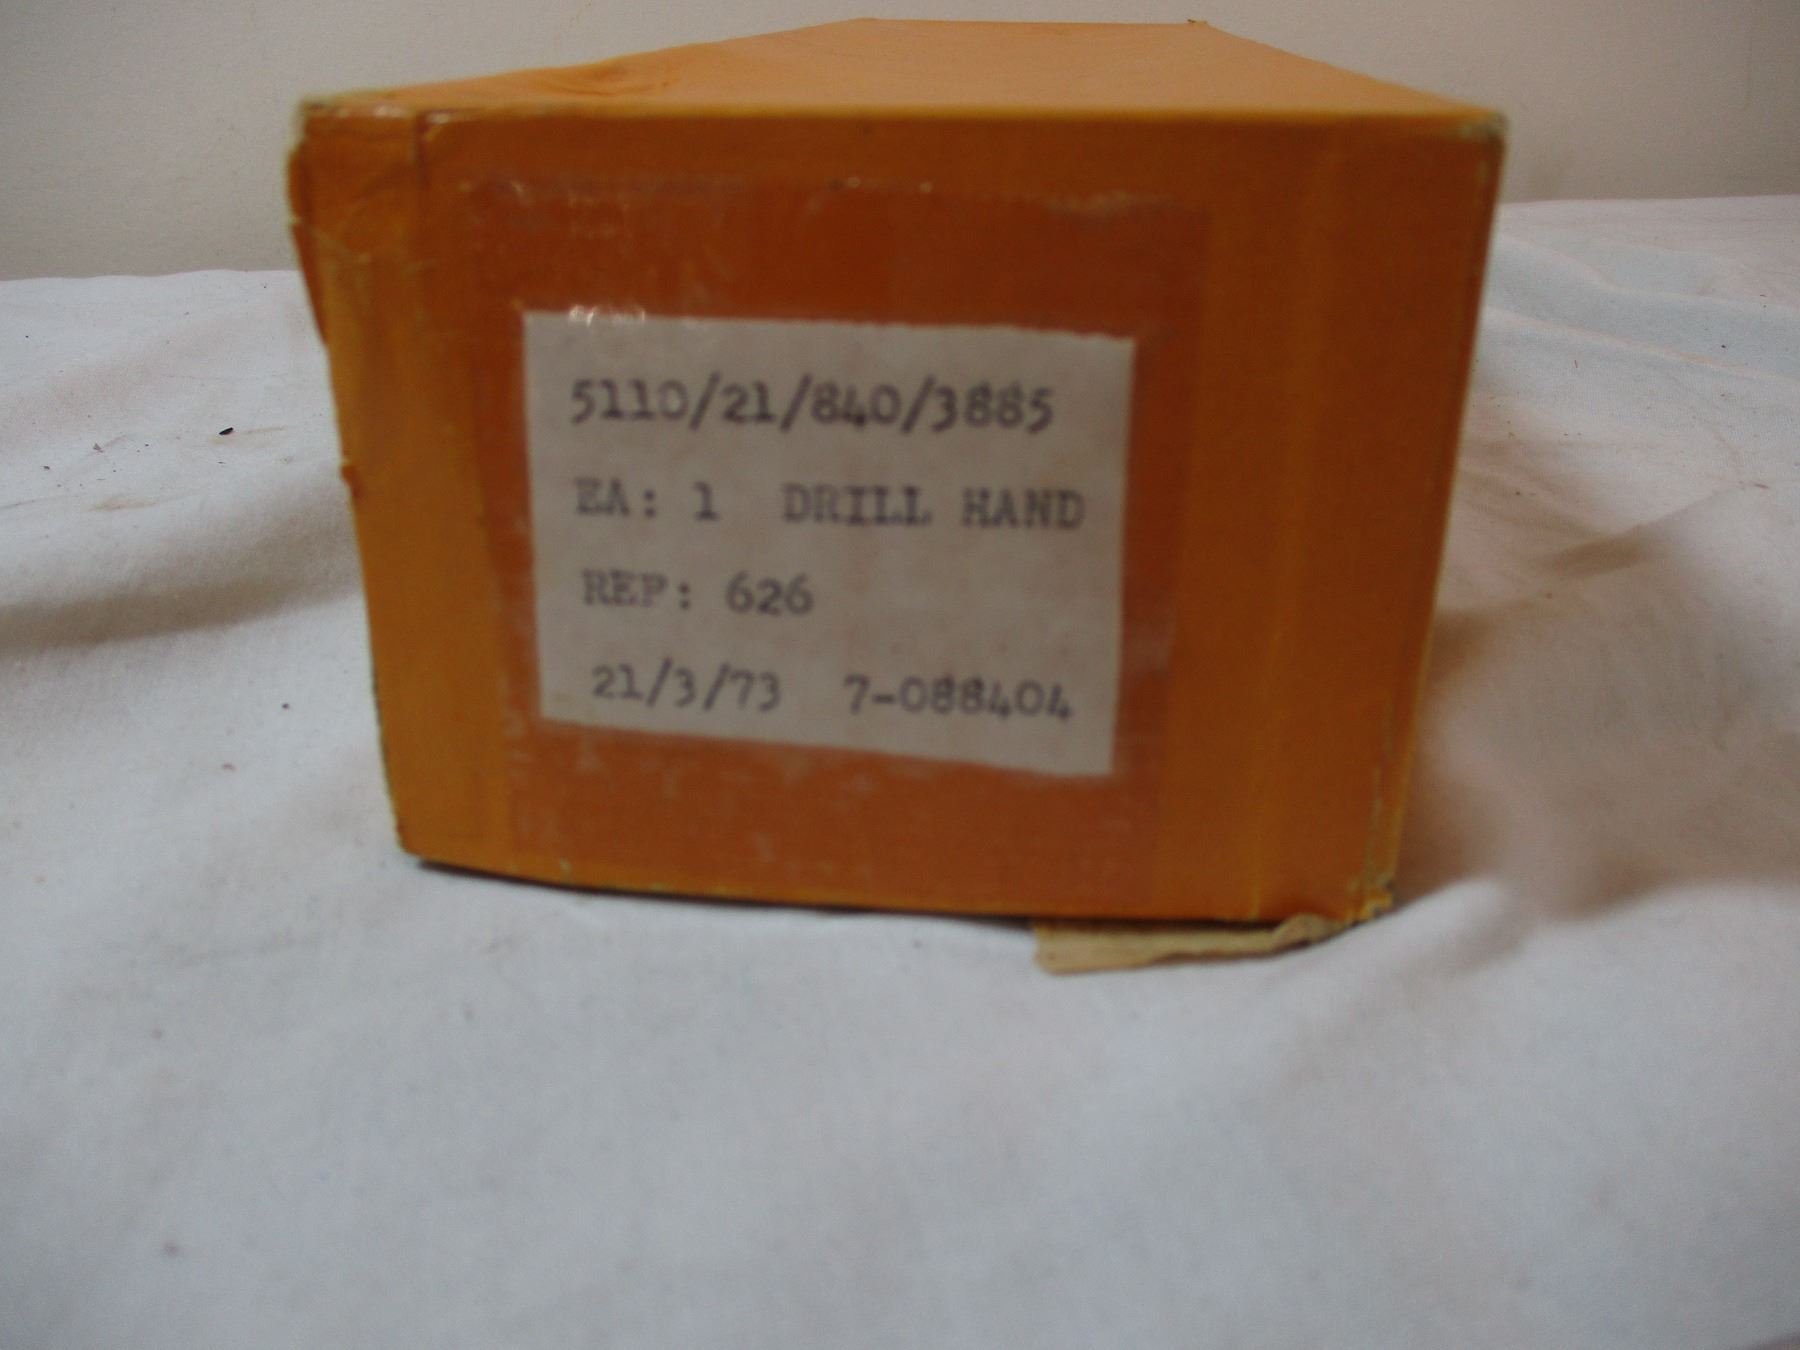 5110/21/840/3885
EA: 1 DRILL HAND
REP: 626
21/3/73 7-088404